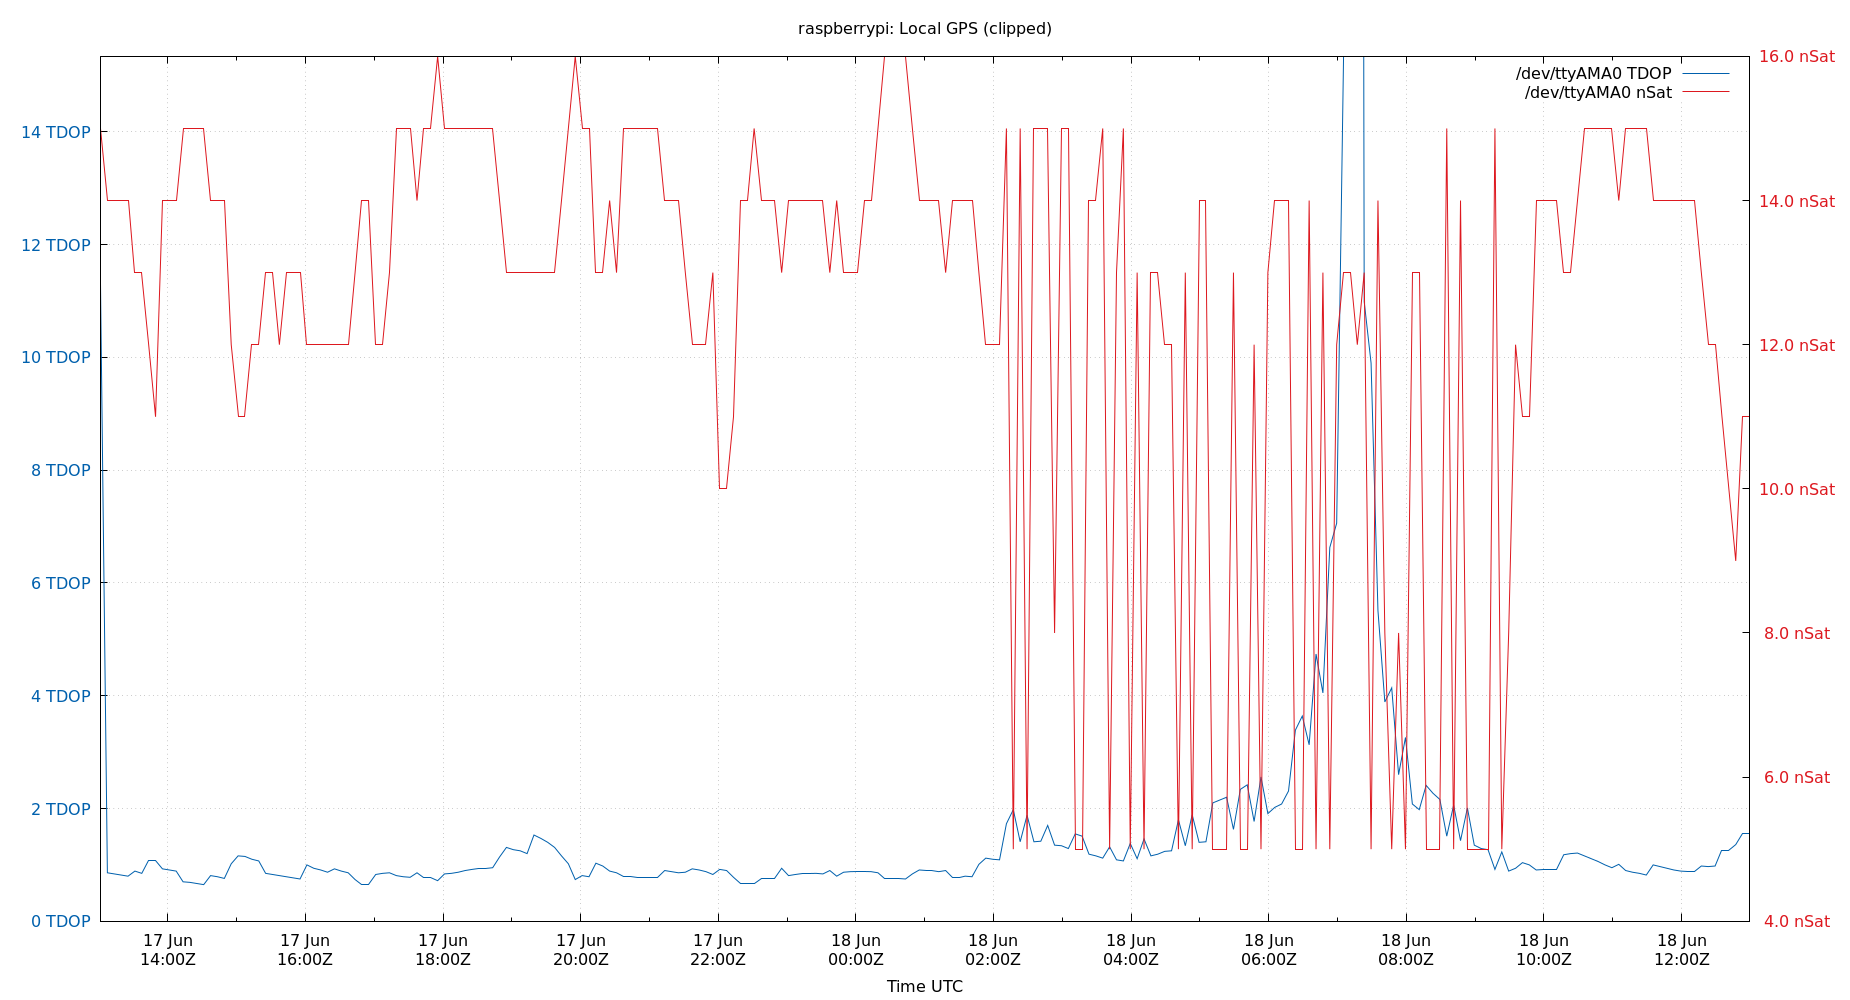 raspberrypi: Local GPS (clipped)
16.0 nSat
/dev/ttyAMA0 TDOP
/dev/ttyAMA0 nSat
14 TDOP
14.0 nSat
12 TDOP
12.0 nSat
10 TDOP
10.0 nSat
8 TDOP
8.0 nSat
6 TDOP
6.0 nSat
4 TDOP
2 TDOP
0 TDOP
4.0 nSat
17 Jun 17 Jun 17 Jun 17 Jun 17 Jun 18 Jun 18 Jun 18 Jun 18 Jun 18 Jun 18 Jun 18 Jun
14:00Z 16:00Z 18:00Z 20:00Z 22:00Z 00:00Z 02:00Z 04:00Z 06:00Z 08:00Z 10:00Z 12:00Z
Time UTC